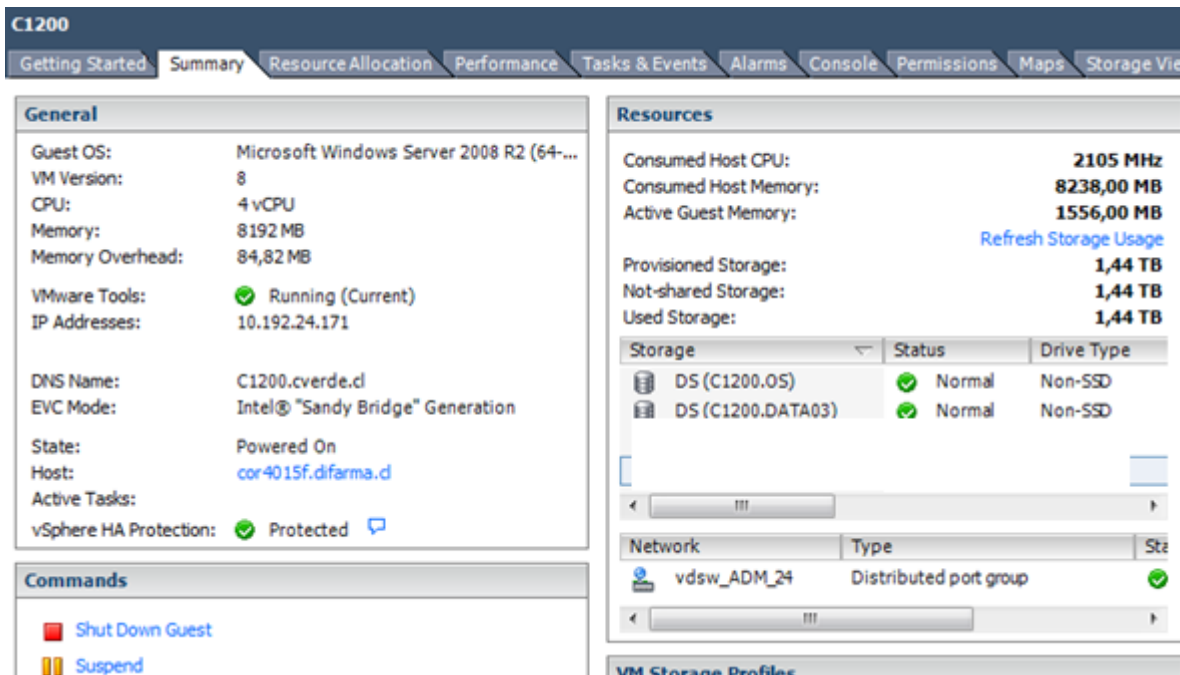 C1200
Getting Started Summary Resource Allocation Performance Tasks & Events Alarms Console Permissions Maps Storage Vie
General
Guest OS: Microsoft Windows Server 2008 R2 (64-...
VM Version: 8
CPU: 4 vCPU
Memory: 8192 MB
Memory Overhead: 84,82 MB
VMware Tools: Running (Current)
IP Addresses: 10.192.24.171
DNS Name: C1200.cverde.cl
EVC Mode: Intel® "Sandy Bridge" Generation
State: Powered On
Host: cor4015f.difarma.cl
Active Tasks:
vSphere HA Protection: Protected
Commands
Shut Down Guest
Suspend
Resources
Consumed Host CPU: 2105 MHz
Consumed Host Memory: 8238,00 MB
Active Guest Memory: 1556,00 MB
Refresh Storage Usage
Provisioned Storage: 1,44 TB
Not-shared Storage: 1,44 TB
Used Storage: 1,44 TB
Storage Status Drive Type
DS (C1200.OS) Normal Non-SSD
DS (C1200.DATA03) Normal Non-SSD
Network Type Sta
vdsw_ADM_24 Distributed port group
VM Storage Profiles